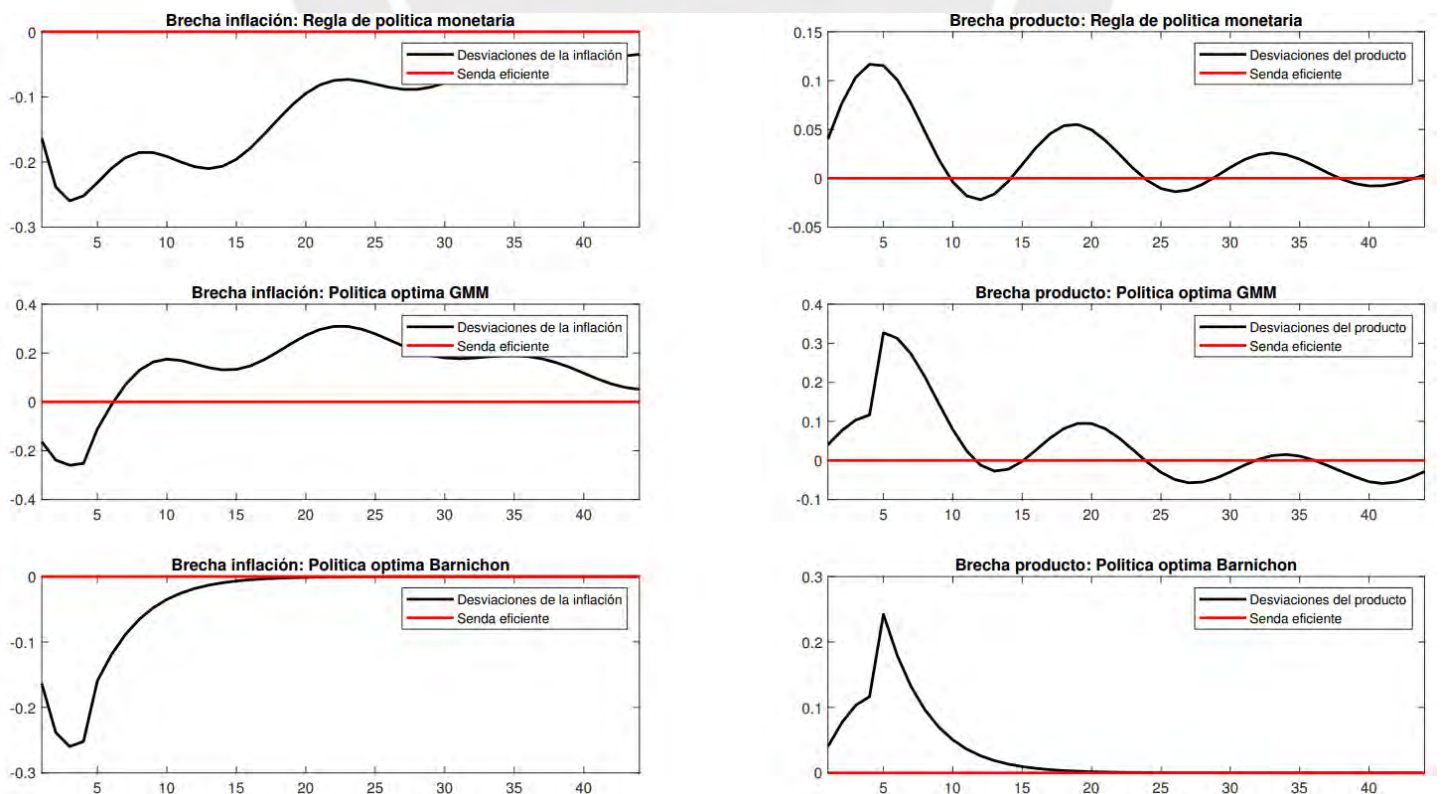 Brecha inflación: Regla de politica monetaria
0
-0.1
-0.2
-0.3
5 10 15 20 25 30 35 40
Desviaciones de la inflación
Senda eficiente
Brecha producto: Regla de politica monetaria
0.15
0.1
0.05
0
-0.05
5 10 15 20 25 30 35 40
Desviaciones del producto
Senda eficiente
Brecha inflación: Politica optima GMM
0.4
0.2
0
-0.2
-0.4
5 10 15 20 25 30 35 40
Desviaciones de la inflación
Senda eficiente
Brecha producto: Politica optima GMM
0.4
0.3
0.2
0.1
0
-0.1
5 10 15 20 25 30 35 40
Desviaciones del producto
Senda eficiente
Brecha inflación: Politica optima Barnichon
0
-0.1
-0.2
-0.3
5 10 15 20 25 30 35 40
Desviaciones de la inflación
Senda eficiente
Brecha producto: Politica optima Barnichon
0.3
0.2
0.1
0
5 10 15 20 25 30 35 40
Desviaciones del producto
Senda eficiente